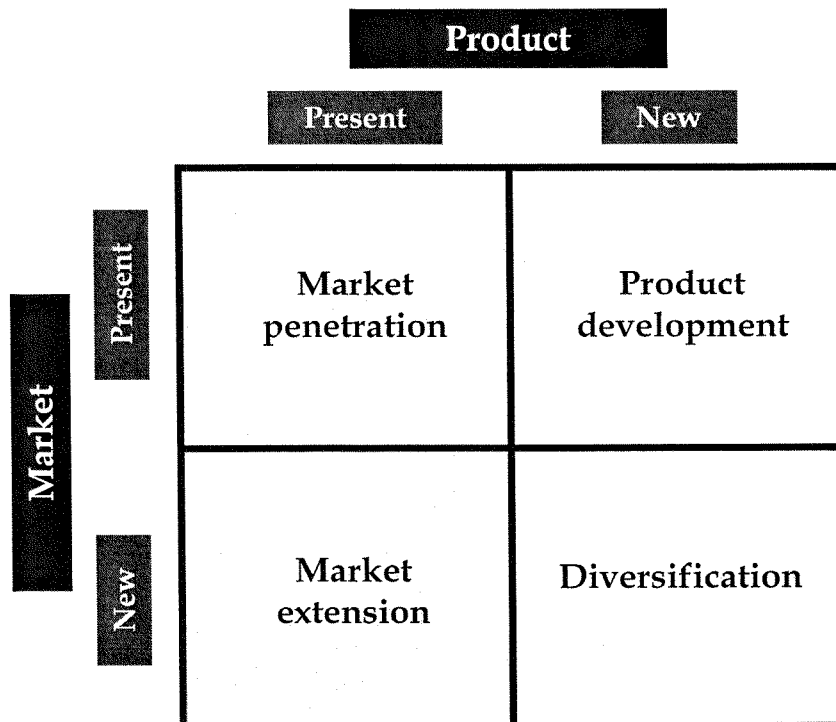 Product
Present
New
Market
Present
New
Market
penetration
Product
development
Market
extension
Diversification